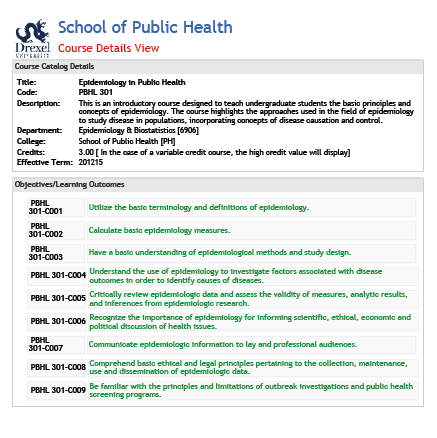 School of Public Health
Drexel
UNIVERSITY
Course Details View
Course Catalog Details
Title: Epidemiology in Public Health
Code: PBHL 301
Description: This is an introductory course designed to teach undergraduate students the basic principles and
concepts of epidemiology. The course highlights the approaches used in the field of epidemiology
to study disease in populations, incorporating concepts of disease causation and control.
Department: Epidemiology & Biostatistics [6906]
College: School of Public Health [PH]
Credits: 3.00 [ In the case of a variable credit course, the high credit value will display]
Effective Term: 201215
Objectives/Learning Outcomes
PBHL
301-C001
Utilize the basic terminology and definitions of epidemiology.
PBHL
301-C002
Calculate basic epidemiology measures.
PBHL
301-C003
Have a basic understanding of epidemiological methods and study design.
PBHL 301-C004
Understand the use of epidemiology to investigate factors associated with disease
outcomes in order to identify causes of diseases.
PBHL 301-C005
Critically review epidemiologic data and assess the validity of measures, analytic results,
and inferences from epidemiologic research.
PBHL 301-C006
Recognize the importance of epidemiology for informing scientific, ethical, economic and
political discussion of health issues.
PBHL
301-C007
Communicate epidemiologic information to lay and professional audiences.
PBHL 301-C008
Comprehend basic ethical and legal principles pertaining to the collection, maintenance,
use and dissemination of epidemiologic data.
PBHL 301-C009
Be familiar with the principles and limitations of outbreak investigations and public health
screening programs.